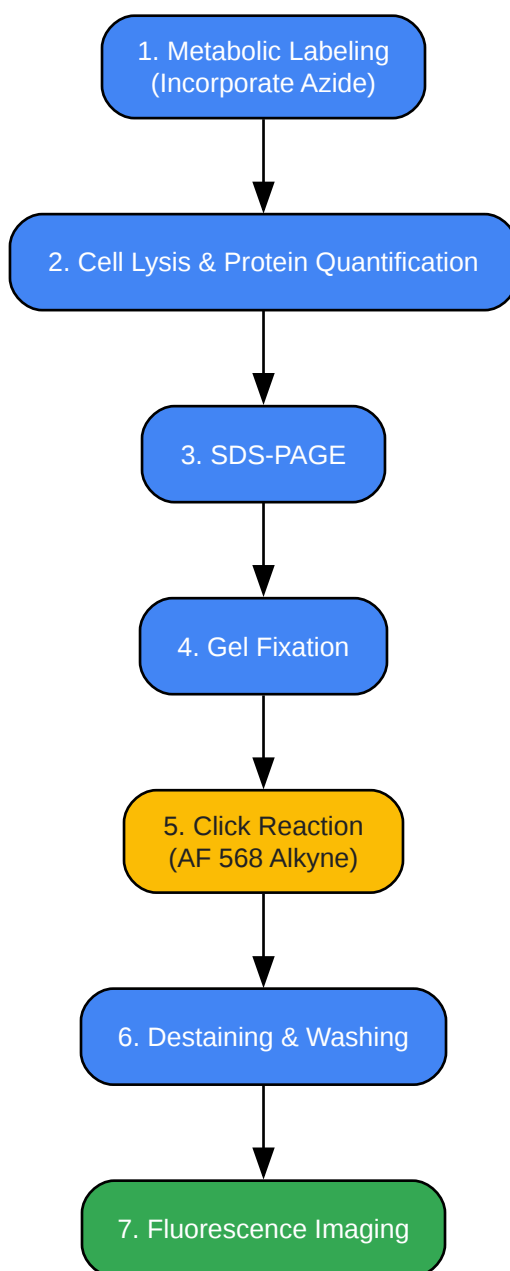 1. Metabolic Labeling
(Incorporate Azide)
2. Cell Lysis & Protein Quantification
3. SDS-PAGE
4. Gel Fixation
5. Click Reaction
(AF 568 Alkyne)
6. Destaining & Washing
7. Fluorescence Imaging